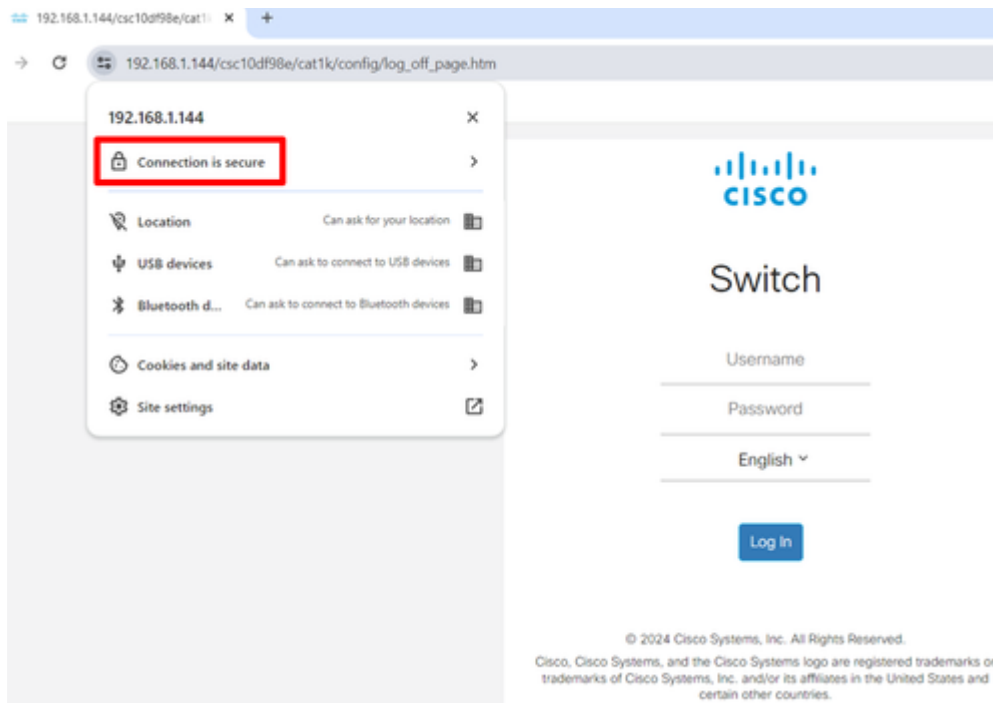 192.168.1.144/csc10df98e/cat1
192.168.1.144/csc10df98e/cat1k/config/log_off_page.htm
192.168.1.144
Connection is secure
Location Can ask for your location
USB devices Can ask to connect to USB devices
Bluetooth d... Can ask to connect to Bluetooth devices
Cookies and site data
Site settings
CISCO
Switch
Username
Password
English
Log In
© 2024 Cisco Systems, Inc. All Rights Reserved.
Cisco, Cisco Systems, and the Cisco Systems logo are registered trademarks or
trademarks of Cisco Systems, Inc. and/or its affiliates in the United States and
certain other countries.